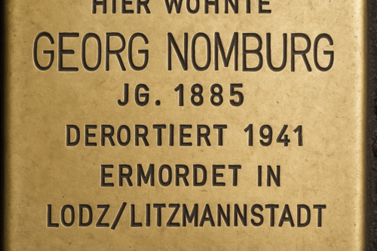 HIER WOHNTE
GEORG NOMBURG
JG. 1885
DERORTIERT 1941
ERMORDET IN
LODZ/LITZMANNSTADT